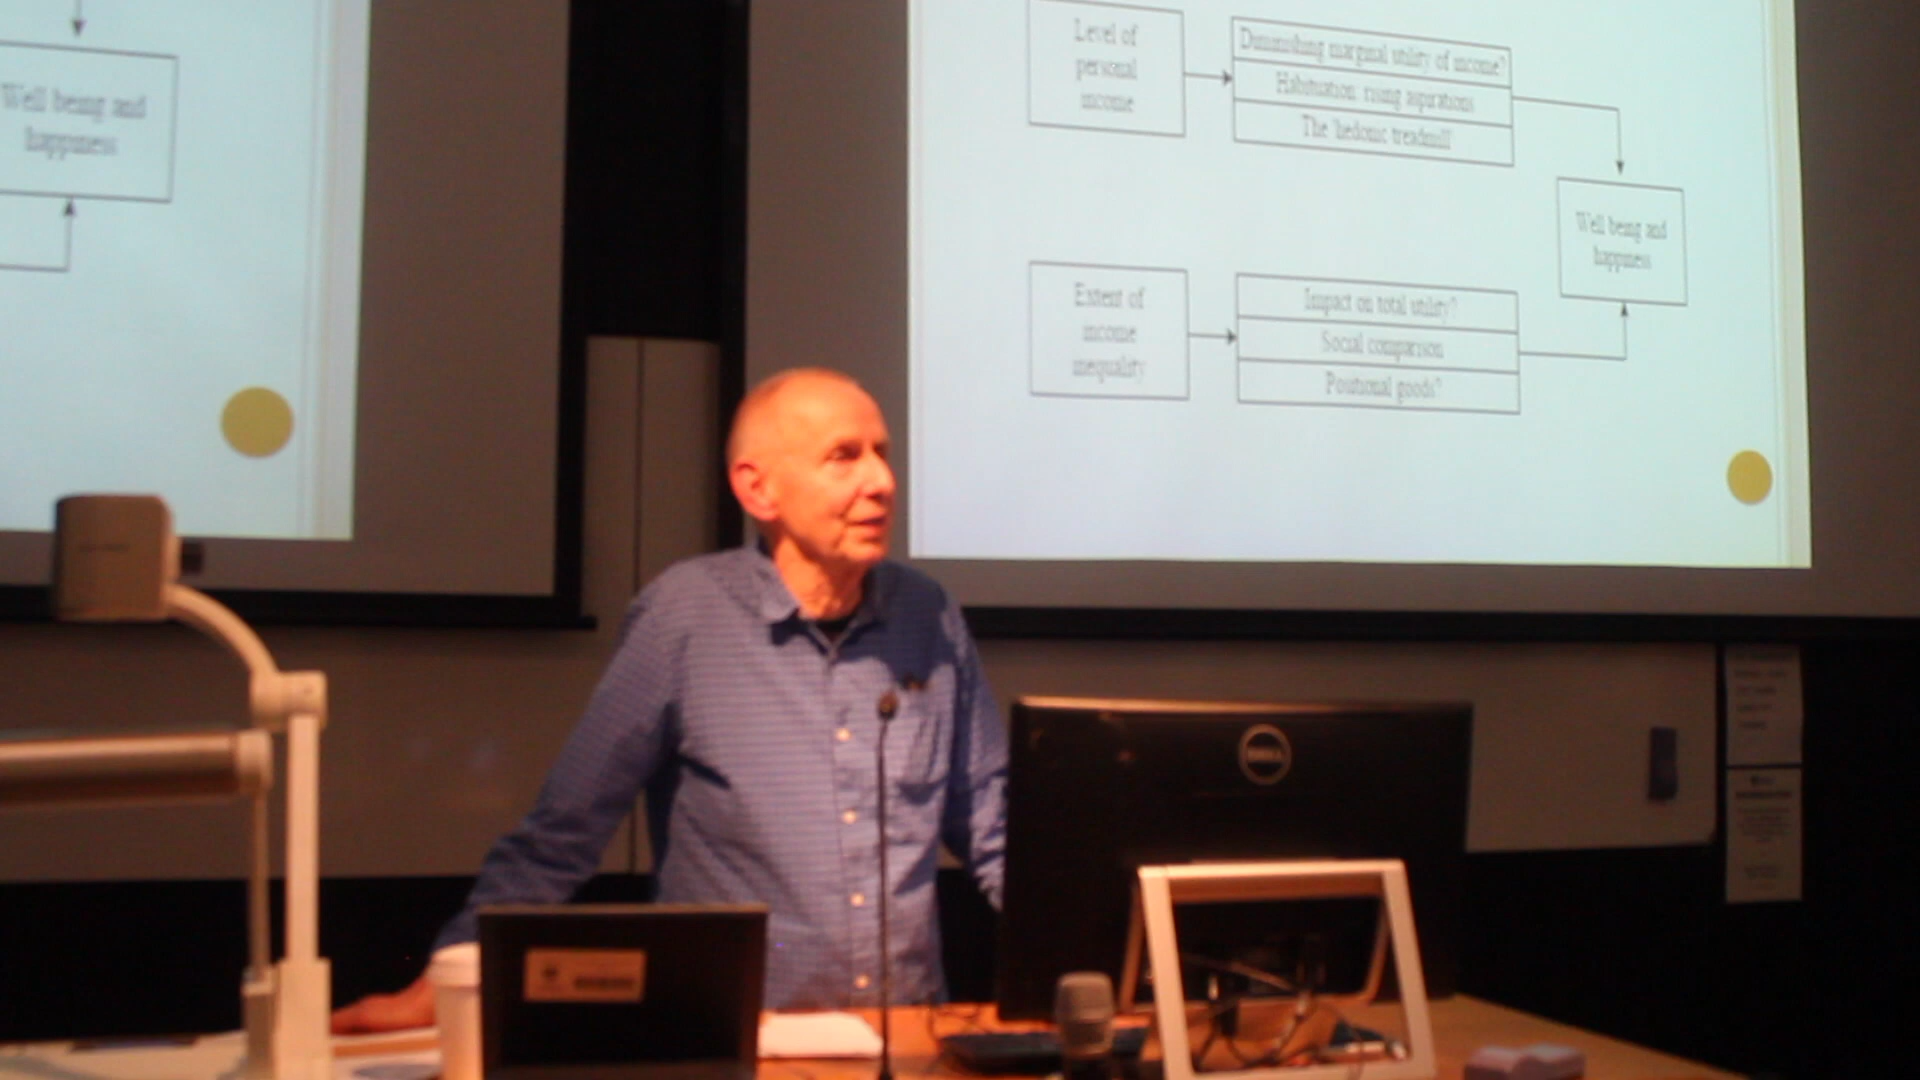 Well being and
happiness
Level of
personal
income
Diminishing marginal utility of income?
Habituation: rising aspirations
The 'hedonic treadmill'
Well being and
happiness
Extent of
income
inequality
Impact on total utility?
Social comparison
Positional goods?
DELL